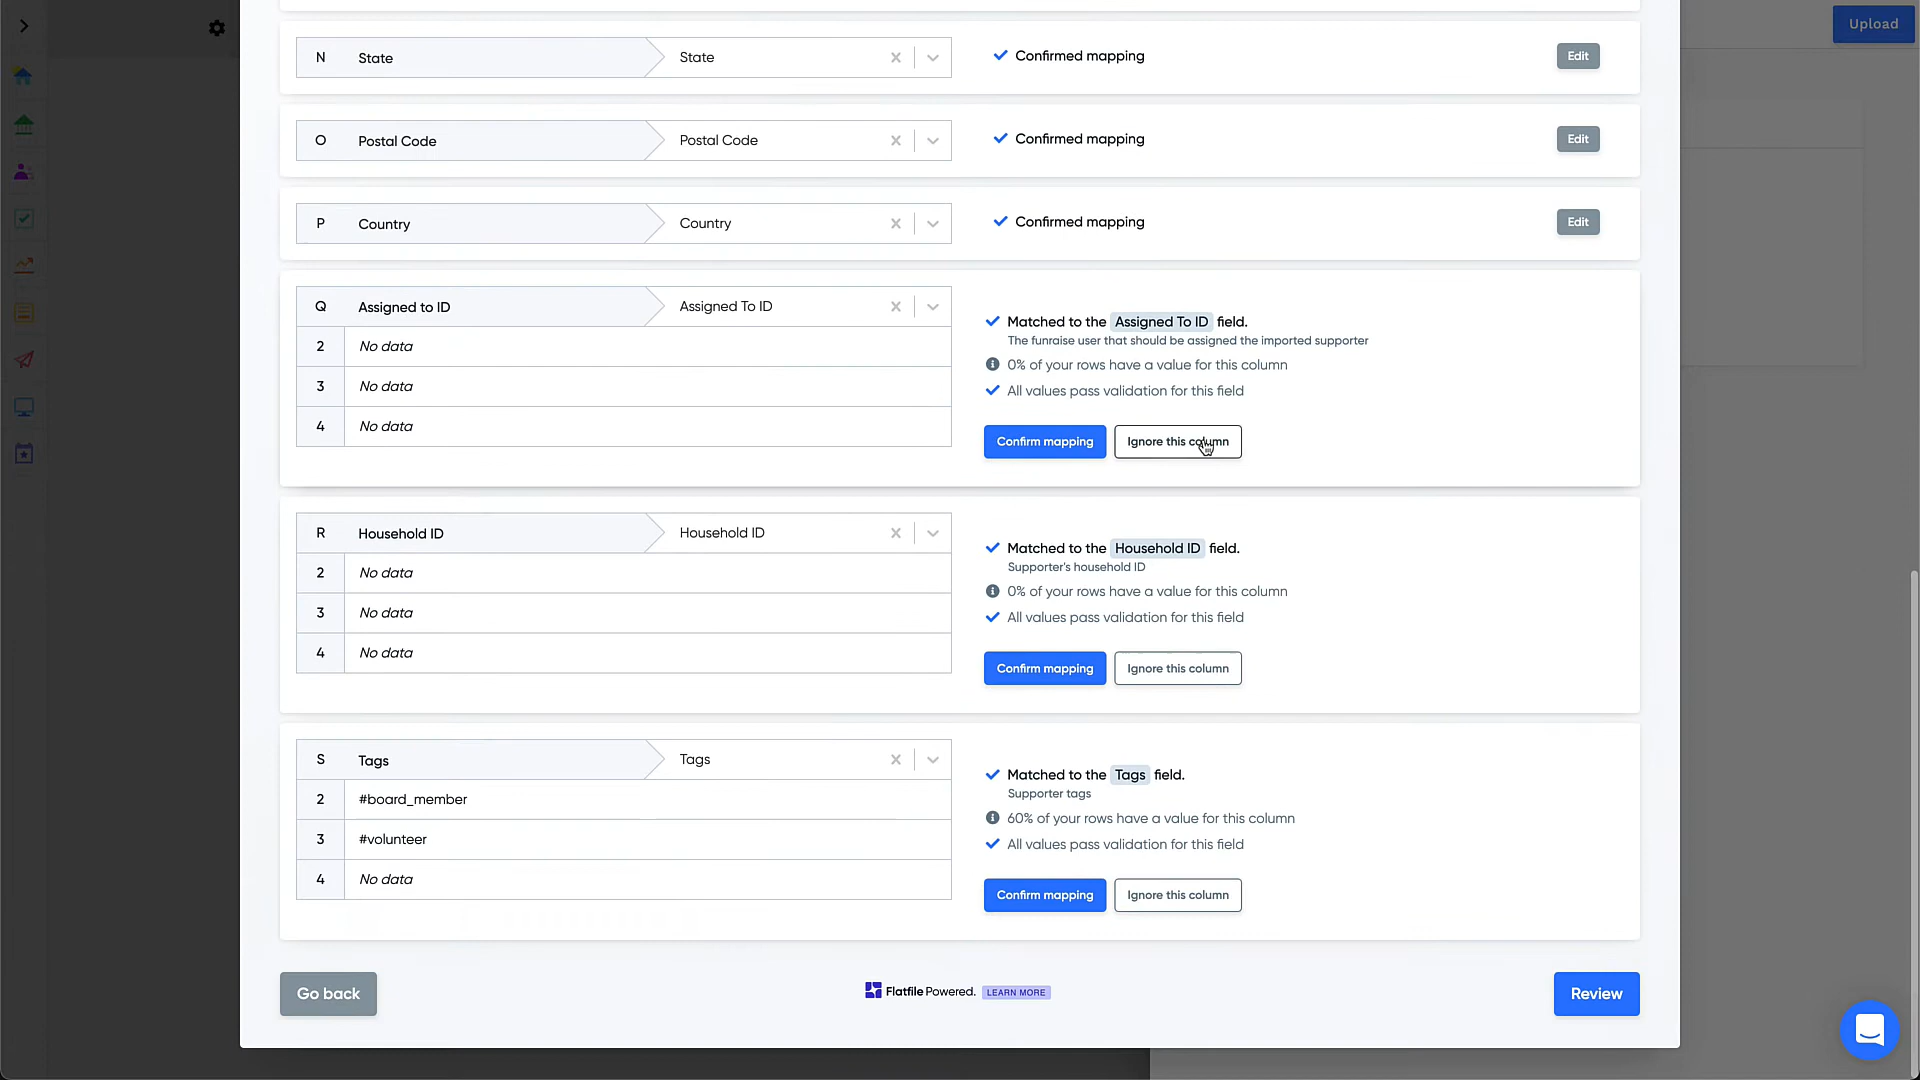 Upload
N State State Confirmed mapping Edit
O Postal Code Postal Code Confirmed mapping Edit
P Country Country Confirmed mapping Edit
Q Assigned to ID Assigned To ID
2 No data
3 No data
4 No data
Matched to the Assigned To ID field.
The funraise user that should be assigned the imported supporter
0% of your rows have a value for this column
All values pass validation for this field
Confirm mapping Ignore this column
R Household ID Household ID
2 No data
3 No data
4 No data
Matched to the Household ID field.
Supporter's household ID
0% of your rows have a value for this column
All values pass validation for this field
Confirm mapping Ignore this column
S Tags Tags
2 #board_member
3 #volunteer
4 No data
Matched to the Tags field.
Supporter tags
60% of your rows have a value for this column
All values pass validation for this field
Confirm mapping Ignore this column
Go back Flatfile Powered. LEARN MORE Review